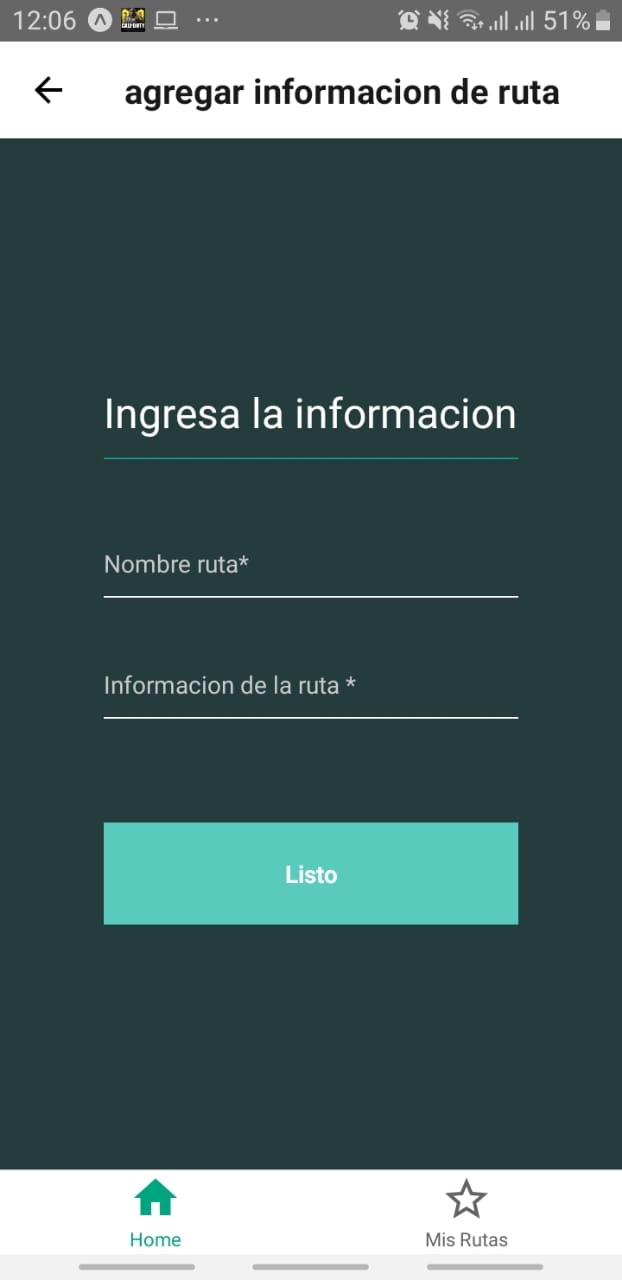 12:06 51%
agregar informacion de ruta
Ingresa la informacion
Nombre ruta*
Informacion de la ruta *
Listo
Home Mis Rutas